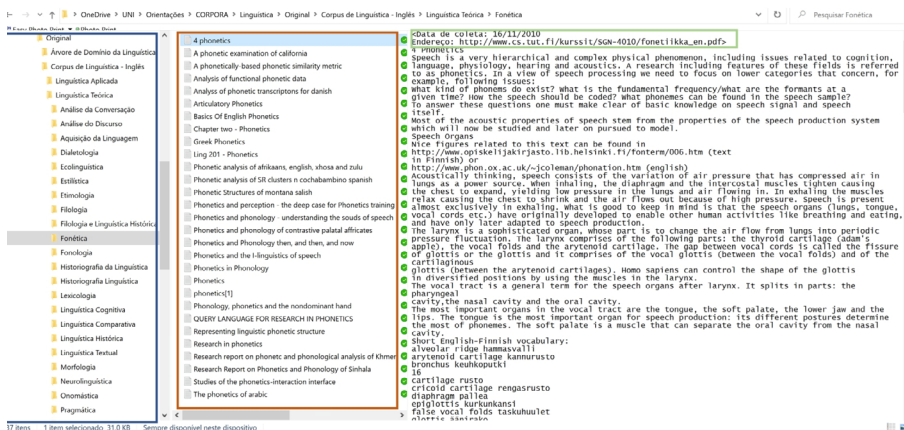 > OneDrive > UNI > Orientações > CORPORA > Linguística > Original > Corpus de Linguistica - Inglês > Linguística Teórica > Fonética
Pesquisar Fonética
Original
Árvore de Domínio da Linguística
Corpus de Linguistica - Inglês
Linguística Aplicada
Linguística Teórica
Análise da Conversação
Análise do Discurso
Aquisição da Linguagem
Dialetologia
Ecolinguistica
Estilística
Etimologia
Filologia
Filologia e Linguística Histórica
Fonética
Fonologia
Historiografia da Linguistica
Historiografia Linguística
Lexicologia
Linguística Cognitiva
Linguística Comparativa
Linguística Histórica
Linguística Textual
Morfologia
Neurolinguística
Onomástica
Pragmática
37 itens 1 item selecionado 31,0 KB Sempre disponível neste dispositivo
4 phonetics
A phonetic examination of california
A phonetically-based phonetic similarity metric
Analysis of functional phonetic data
Analysis of phonetic transcriptions for danish
Articulatory Phonetics
Basics Of English Phonetics
Chapter two - Phonetics
Greek Phonetics
Ling 201 - Phonetics
Phonetic analysis of afrikaans, english, xhosa and zulu
Phonetic analysis of SR clusters n cochabambino spanish
Phonetic Structures of montana salish
Phonetics and perception - the deep case for Phonetics training
Phonetics and phonology - understanding the souds of speech
Phonetics and phonology of contrastive palatal affricates
Phonetics and Phonology then, and then, and now
Phonetics and the l-linguistics of speech
Phonetics in Phonology
Phonetics
phonetics[1]
Phonology, phonetics and the nondominant hand
QUERY LANGUAGE FOR RESEARCH IN PHONETICS
Representing linguistic phonetic structure
Research in phonetics
Research report on phonetc and phonological analysis of Khmer
Research Report on Phonetics and Phonology of Sinhala
Studies of the phonetics-interaction interface
The phonetics of arabic
<Data de coleta: 16/11/2010
Endereço: http://www.cs.tut.fi/kurssit/SGN-4010/fonetiikka_en.pdf>
4 Phonetics
Speech is a very hierarchical and complex physical phenomenon, including issues related to cognition,
language, physiology, hearing and acoustics. A research including features of these fields is referred
to as phonetics. In a view of speech processing we need to focus on lower categories that concern, for
example, following issues:
What kind of phonems do exist? What is the fundamental frequency/what are the formants at a
given time? How the speech should be coded? What phonemes can be found in the speech sample?
To answer these questions one must make clear of basic knowledge on speech signal and speech
itself.
Most of the acoustic properties of speech stem from the properties of the speech production system
which will now be studied and later on pursued to model.
Speech Organs
Nice figures related to this text can be found in
http://www.opiskelijakirjasto.lib.helsinki.fi/fonterm/006.htm (text
in Finnish) or
http://www.phon.ox.ac.uk/~jcoleman/phonation.htm (english)
Acoustically thinking, speech consists of the variation of air pressure that has compressed air in
lungs as a power source. When inhaling, the diaphragm and the intercostal muscles tighten causing
the chest to expand, yielding low pressure in the lungs and air flowing in. In exhaling the muscles
relax causing the chest to shrink and the air flows out because of high pressure. Speech is present
almost exclusively in exhaling. What is good to keep in mind is that the speech organs (lungs, tongue,
vocal cords etc.) have originally developed to enable other human activities like breathing and eating,
and have only later adapted to speech production.
The larynx is a sophisticated organ, whose part is to change the air flow from lungs into periodic
pressure fluctuation. The larynx comprises of the following parts: the thyroid cartilage (adam's
apple), the vocal folds and the arytenoid cartilage. The gap between vocal cords is called the fissure
of glottis or the glottis and it comprises of the vocal glottis (between the vocal folds) and of the
cartilaginous
glottis (between the arytenoid cartilages). Homo sapiens can control the shape of the glottis
in diversified positions by using the muscles in the larynx.
The vocal tract is a general term for the speech organs after larynx. It splits in parts: the
pharyngeal
cavity,the nasal cavity and the oral cavity.
The most important organs in the vocal tract are the tongue, the soft palate, the lower jaw and the
lips. The tongue is the most important organ for speech production: its different postures determine
the most of phonemes. The soft palate is a muscle that can separate the oral cavity from the nasal
cavity.
Short English-Finnish vocabulary:
alveolar ridge hammasvalli
arytenoid cartilage kannurusto
bronchus keuhkoputki
16
cartilage rusto
cricoid cartilage rengasrusto
diaphragm pallea
epiglottis kurkunkansi
false vocal folds taskuhuulet
glottis äänirako